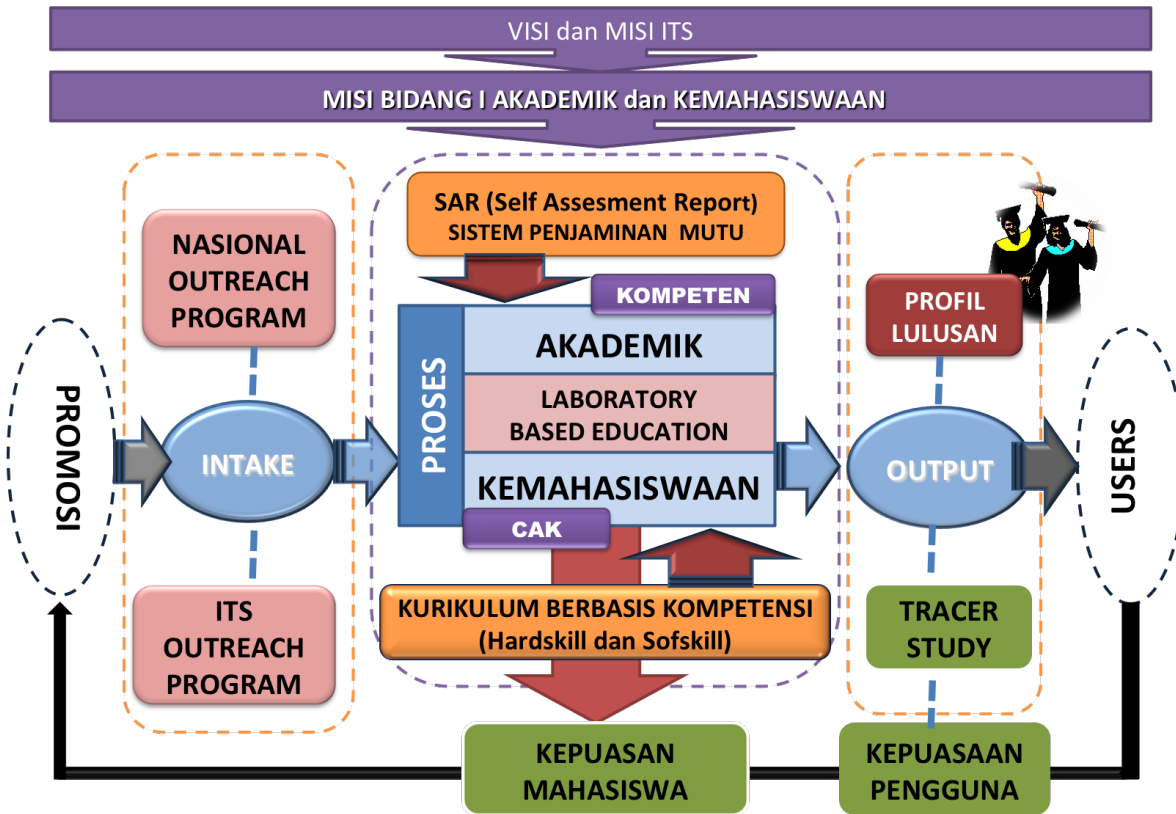 VISI dan MISI ITS
MISI BIDANG I AKADEMIK dan KEMAHASISWAAN
PROMOSI
NASIONAL
OUTREACH
PROGRAM
INTAKE
ITS
OUTREACH
PROGRAM
SAR (Self Assesment Report)
SISTEM PENJAMINAN MUTU
KOMPETEN
PROSES
AKADEMIK
LABORATORY
BASED EDUCATION
KEMAHASISWAAN
CAK
KURIKULUM BERBASIS KOMPETENSI
(Hardskill dan Sofskill)
PROFIL
LULUSAN
OUTPUT
TRACER
STUDY
USERS
KEPUASAN
MAHASISWA
KEPUASAAN
PENGGUNA